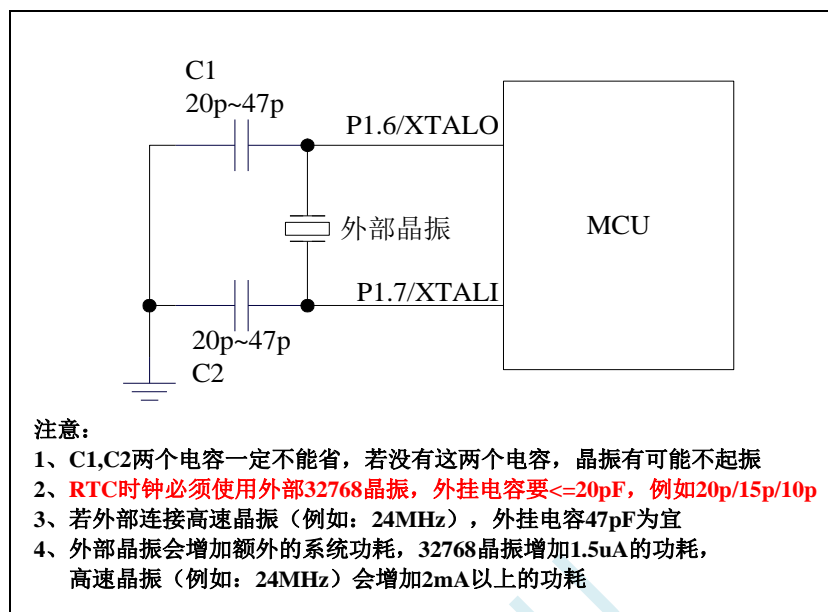 C1
20p~47p
P1.6/XTALO
外部晶振
MCU
P1.7/XTALI
20p~47p
C2
注意：
1、C1,C2两个电容一定不能省，若没有这两个电容，晶振有可能不起振
2、RTC时钟必须使用外部32768晶振，外挂电容要<=20pF，例如20p/15p/10p
3、若外部连接高速晶振（例如：24MHz），外挂电容47pF为宜
4、外部晶振会增加额外的系统功耗，32768晶振增加1.5uA的功耗，
高速晶振（例如：24MHz）会增加2mA以上的功耗